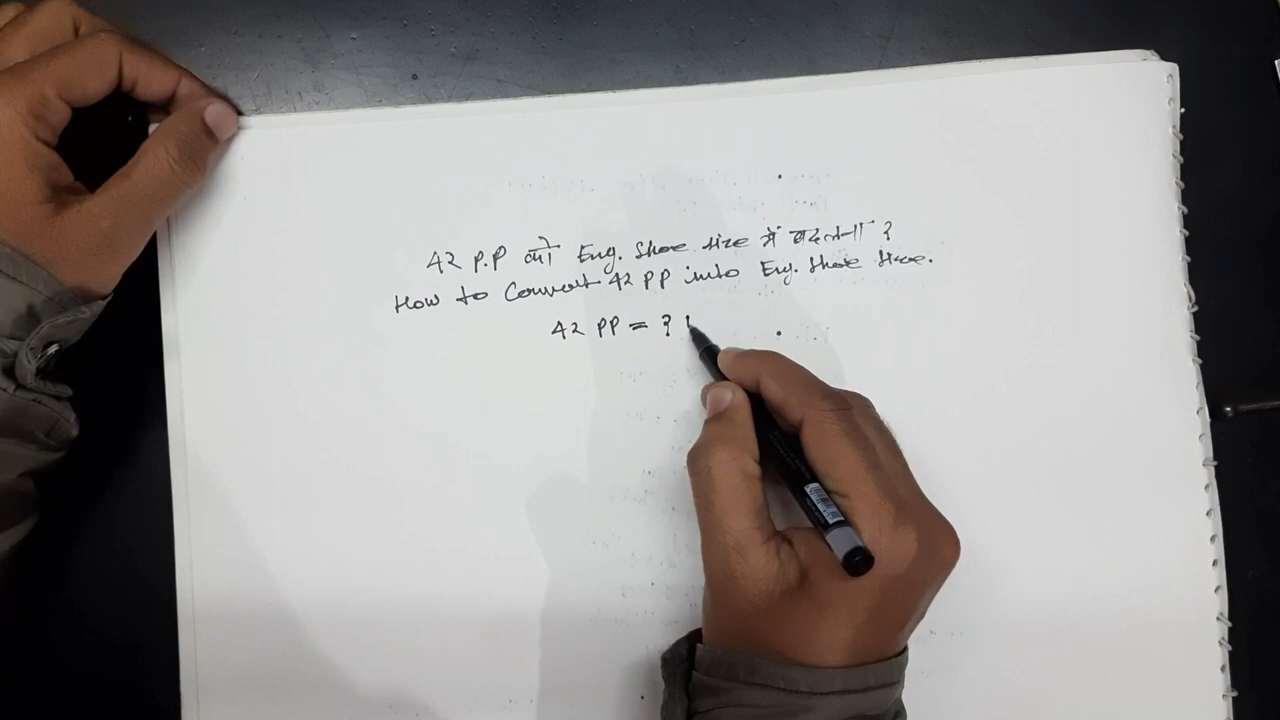 42 P.P को Eng. Shoe size में बदलना ?
How to Convert 42 PP into Eng. Shoe Size.
42 PP = ?